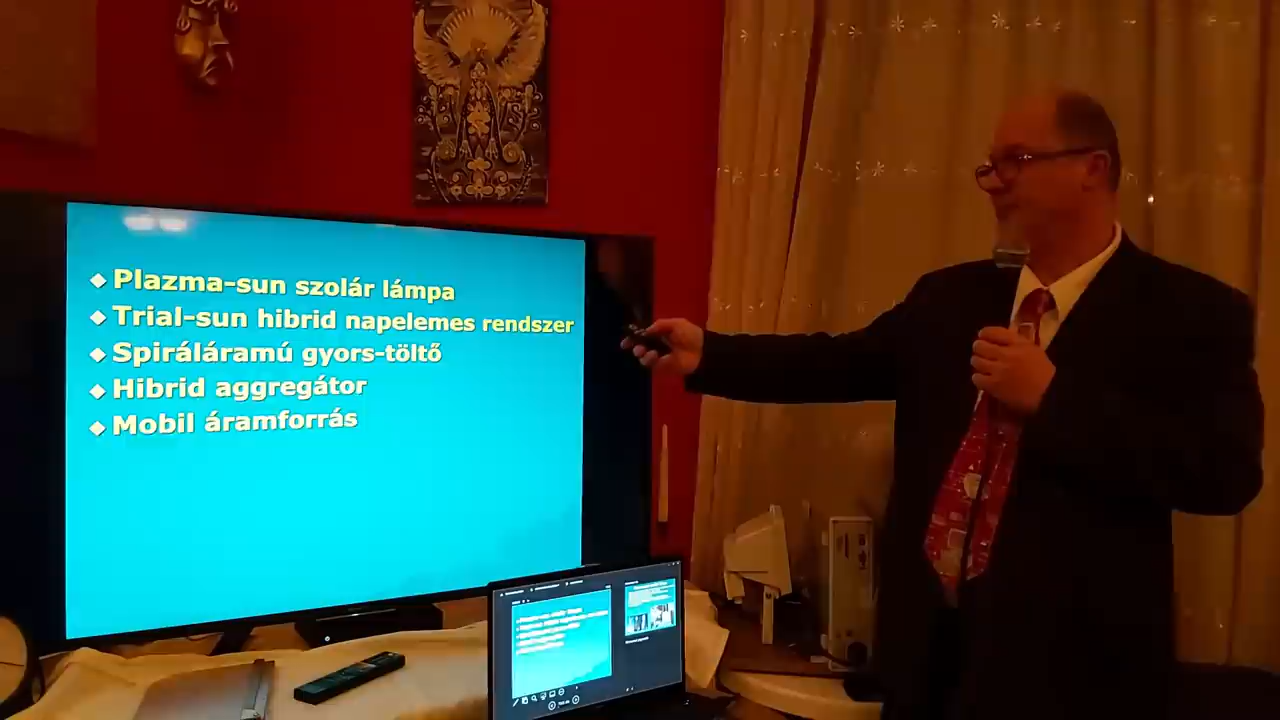 Plazma-sun szolár lámpa
Trial-sun hibrid napelemes rendszer
Spiráláramú gyors-töltő
Hibrid aggregátor
Mobil áramforrás